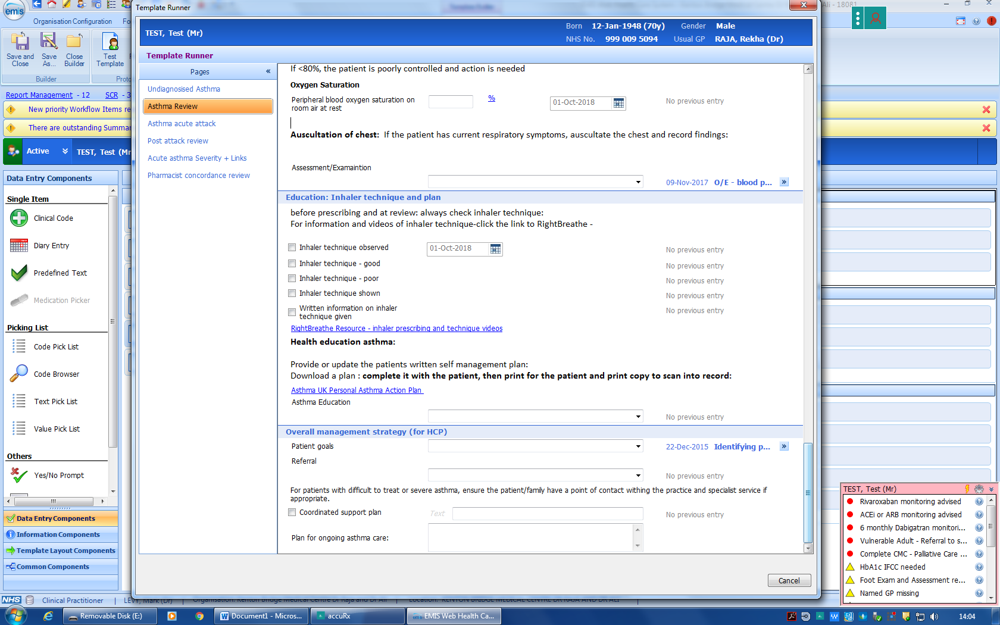 Template Runner
Ali - 18081
emis
Organisation Configuration
Save and Close
Save As...
Close Builder
Test Template
Builder
Report Management - 12 SCR - 3
New priority Workflow Items
There are outstanding
Active
TEST, Test
TEST, Test (Mr)
Born 12-Jan-1948 (70y) Gender Male
NHS No. 999 009 5094 Usual GP RAJA, Rekha (Dr)
Template Runner
Pages «
Undiagnosised Asthma
Asthma Review
Asthma acute attack
Post attack review
Acute asthma Severity + Links
Pharmacist concordance review
If <80%, the patient is poorly controlled and action is needed
Oxygen Saturation
Peripheral blood oxygen saturation on room air at rest
%
01-Oct-2018
No previous entry
Auscultation of chest: If the patient has current respiratory symptoms, auscultate the chest and record findings:
Assessment/Examaintion
09-Nov-2017 O/E - blood p... »
Education: Inhaler technique and plan
before prescribing and at review: always check inhaler technique:
For information and videos of inhaler technique-click the link to RightBreathe -
Inhaler technique observed 01-Oct-2018 No previous entry
Inhaler technique - good No previous entry
Inhaler technique - poor No previous entry
Inhaler technique shown No previous entry
Written information on inhaler technique given No previous entry
RightBreathe Resource - inhaler prescribing and technique videos
Health education asthma:
Provide or update the patients written self management plan:
Download a plan : complete it with the patient, then print for the patient and print copy to scan into record:
Asthma UK Personal Asthma Action Plan
Asthma Education
No previous entry
Overall management strategy (for HCP)
Patient goals 22-Dec-2015 Identifying p... »
Referral
No previous entry
For patients with difficult to treat or severe asthma, ensure the patient/family have a point of contact withing the practice and specialist service if
appropriate.
Coordinated support plan Text No previous entry
Plan for ongoing asthma care:
Cancel
Data Entry Components
Single Item
Clinical Code
Diary Entry
Predefined Text
Medication Picker
Picking List
Code Pick List
Code Browser
Text Pick List
Value Pick List
Others
Yes/No Prompt
Data Entry Components
Information Components
Template Layout Components
Common Components
TEST, Test (Mr)
Rivaroxaban monitoring advised
ACEi or ARB monitoring advised
6 monthly Dabigatran monitori...
Vulnerable Adult - Referral to s...
Complete CMC - Palliative Care ...
HbA1c IFCC needed
Foot Exam and Assessment re...
Named GP missing
NHS Clinical Practitioner LEVY, Mark (Dr) Organisation: Kenton Bridge Medical Centre Dr Raja and Dr Ali Location: KENTON BRIDGE MEDICAL CENTRE DR RAJA AND DR ALI
Removable Disk (E:)
Document1 - Micros...
accuRx
EMIS Web Health Ca...
14:04